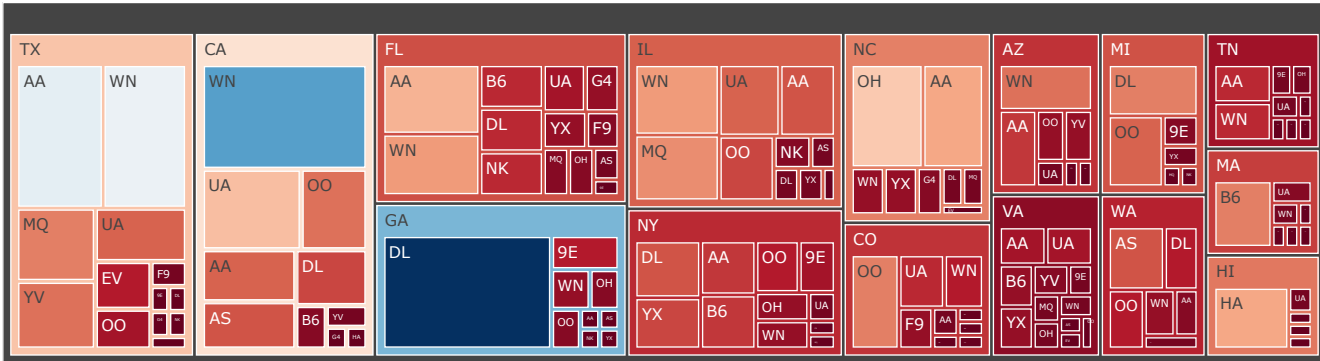 TX
AA
WN
MQ
UA
YV
EV
F9
OO
9E
DL
CA
WN
UA
OO
AA
DL
AS
B6
YV
G4
HA
FL
AA
B6
UA
G4
WN
DL
YX
F9
NK
MQ
OH
AS
GA
DL
9E
WN
OH
OO
AA
AS
NK
YX
IL
WN
UA
AA
MQ
OO
NK
AS
DL
YX
NY
DL
AA
OO
9E
YX
B6
OH
UA
WN
NC
OH
AA
WN
YX
G4
DL
MQ
CO
OO
UA
WN
F9
AA
AZ
WN
AA
OO
YV
UA
VA
AA
UA
B6
YV
9E
YX
MQ
WN
OH
MI
DL
OO
9E
YX
WA
AS
DL
OO
WN
AA
TN
AA
9E
OH
WN
UA
MA
B6
UA
WN
HI
HA
UA